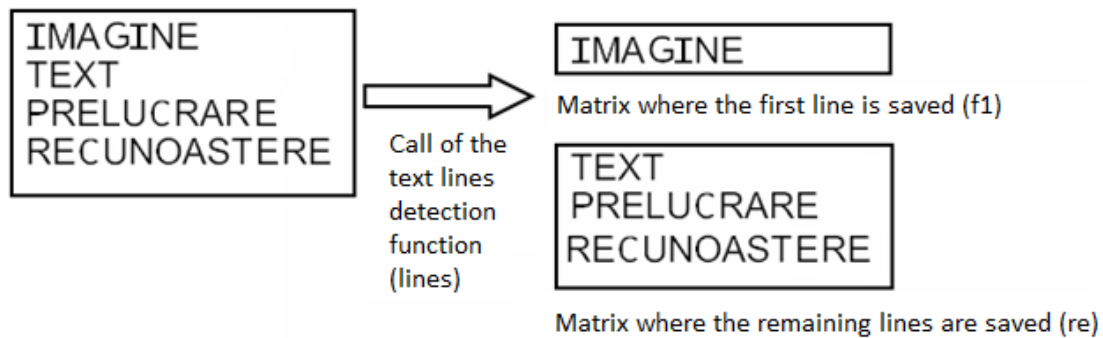 IMAGINE
TEXT
PRELUCRARE
RECUNOASTERE
Call of the
text lines
detection
function
(lines)
IMAGINE
Matrix where the first line is saved (f1)
TEXT
PRELUCRARE
RECUNOASTERE
Matrix where the remaining lines are saved (re)